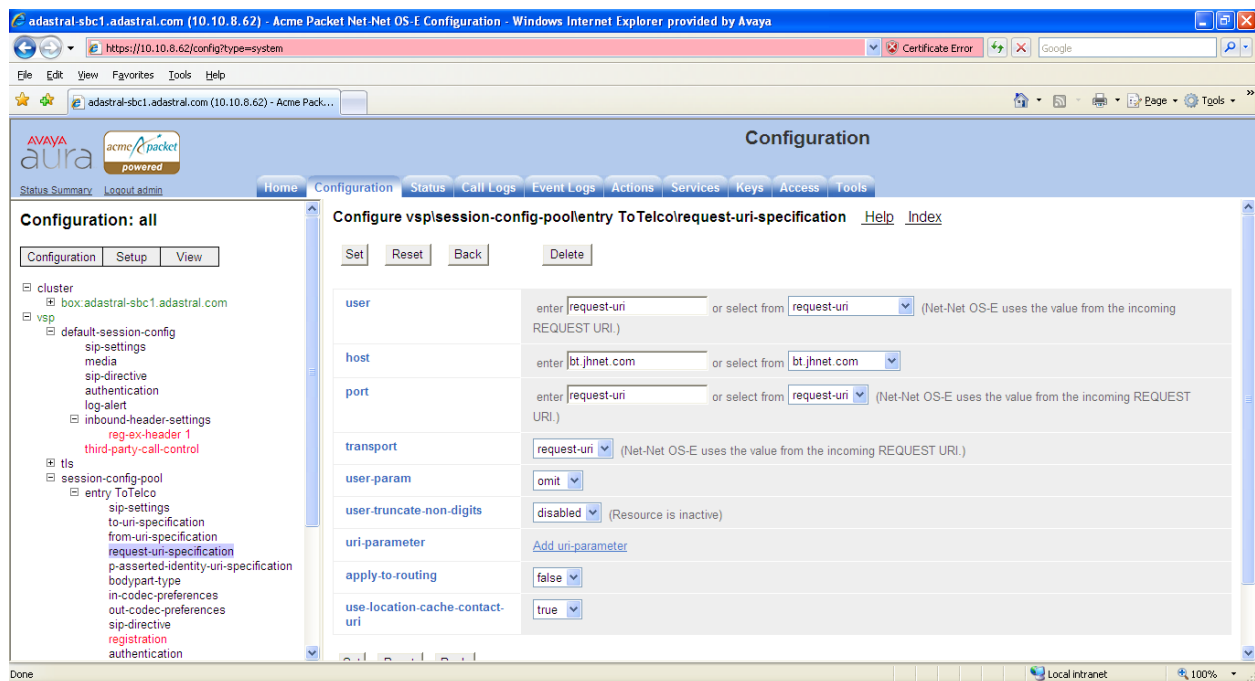 adastral-sbc1.adastral.com (10.10.8.62) - Acme Packet Net-Net OS-E Configuration - Windows Internet Explorer provided by Avaya
https://10.10.8.62/config?type=system
Certificate Error
Google
File Edit View Favorites Tools Help
adastral-sbc1.adastral.com (10.10.8.62) - Acme Pack...
Page Tools
AVAYA
aura
acme packet
powered
Configuration
Status Summary Logout admin
Home Configuration Status Call Logs Event Logs Actions Services Keys Access Tools
Configuration: all
Configuration Setup View
cluster
box:adastral-sbc1.adastral.com
vsp
default-session-config
sip-settings
media
sip-directive
authentication
log-alert
inbound-header-settings
reg-ex-header 1
third-party-call-control
tls
session-config-pool
entry ToTelco
sip-settings
to-uri-specification
from-uri-specification
request-uri-specification
p-asserted-identity-uri-specification
bodypart-type
in-codec-preferences
out-codec-preferences
sip-directive
registration
authentication
Configure vsp\session-config-pool\entry ToTelco\request-uri-specification Help Index
Set Reset Back Delete
user enter request-uri or select from request-uri (Net-Net OS-E uses the value from the incoming
REQUEST URI.)
host enter bt.jhnet.com or select from bt.jhnet.com
port enter request-uri or select from request-uri (Net-Net OS-E uses the value from the incoming REQUEST
URI.)
transport request-uri (Net-Net OS-E uses the value from the incoming REQUEST URI.)
user-param omit
user-truncate-non-digits disabled (Resource is inactive)
uri-parameter Add uri-parameter
apply-to-routing false
use-location-cache-contact-
uri true
Done
Local intranet
100%